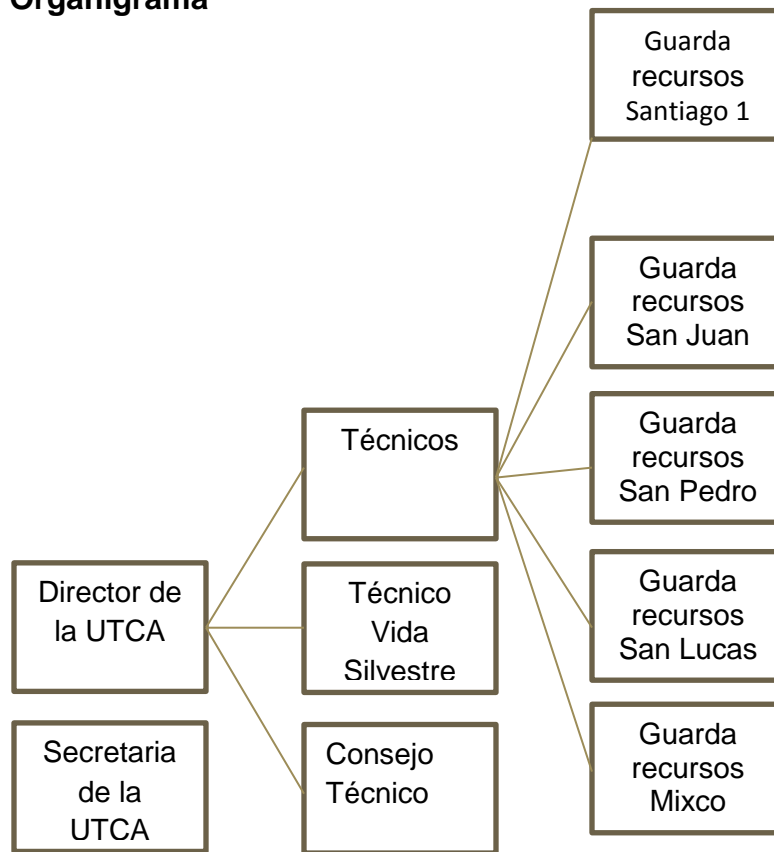 Organigrama
Guarda
recursos
Santiago 1
Guarda
recursos
San Juan
Guarda
recursos
San Pedro
Guarda
recursos
San Lucas
Guarda
recursos
Mixco
Técnicos
Técnico
Vida
Silvestre
Consejo
Técnico
Director de
la UTCA
Secretaria
de la
UTCA